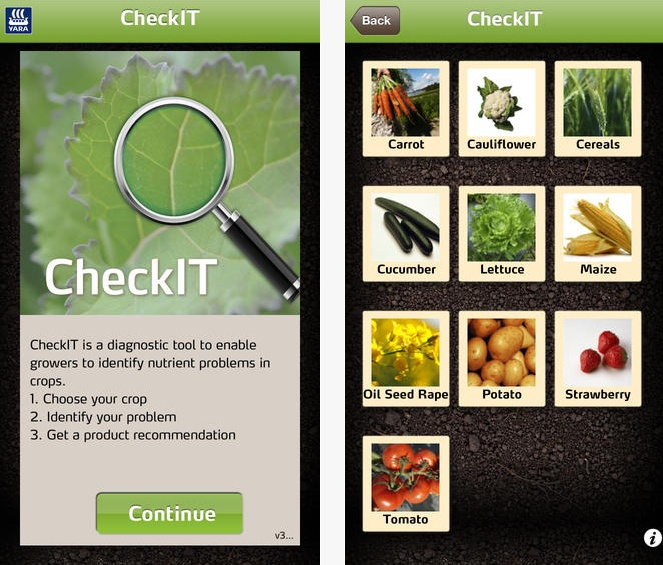 YARA
CheckIT
CheckIT
CheckIT is a diagnostic tool to enable
growers to identify nutrient problems in
crops.
1. Choose your crop
2. Identify your problem
3. Get a product recommendation
Continue
v3...
Back
CheckIT
Carrot
Cauliflower
Cereals
Cucumber
Lettuce
Maize
Oil Seed Rape
Potato
Strawberry
Tomato
i